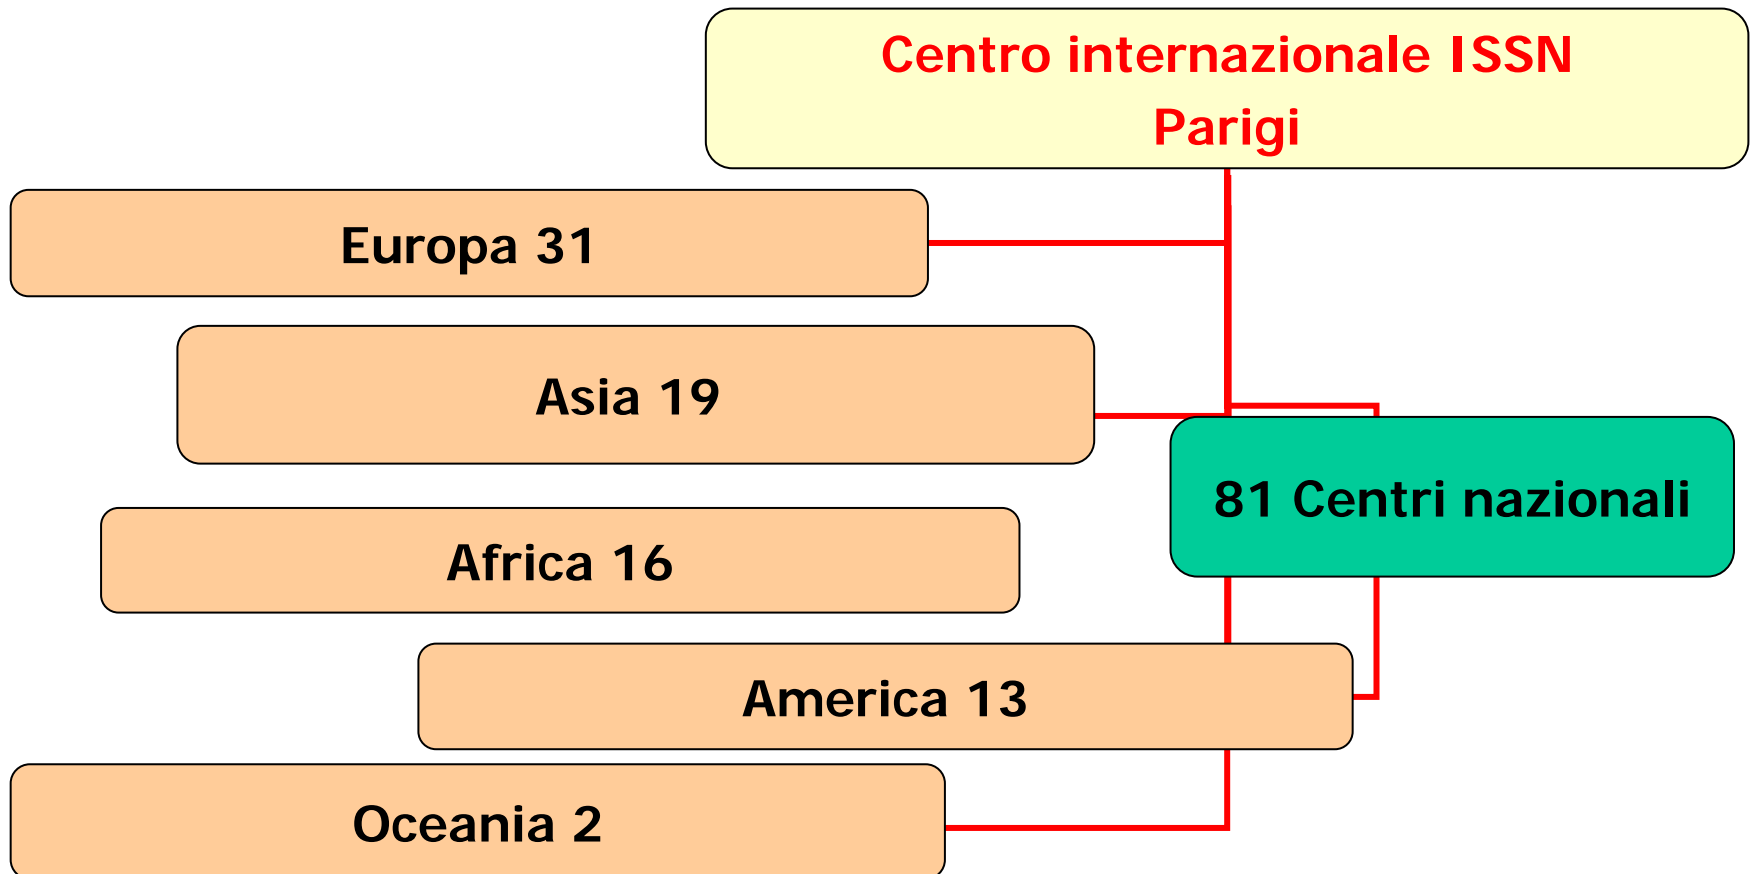 Centro internazionale ISSN
Parigi
Europa 31
Asia 19
81 Centri nazionali
Africa 16
America 13
Oceania 2